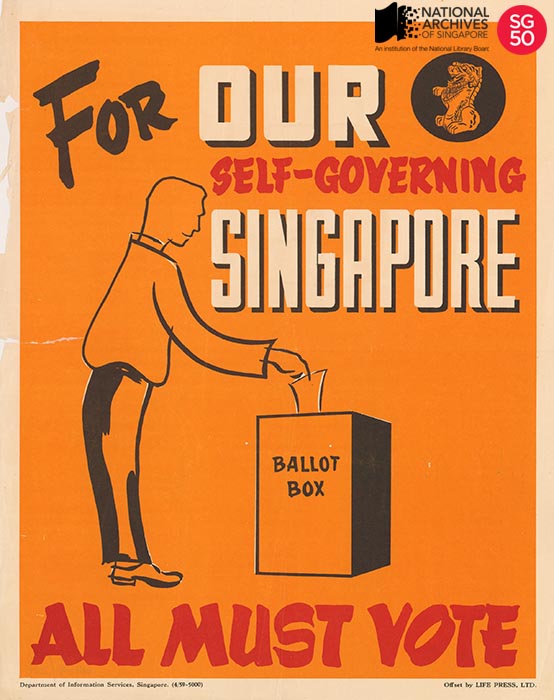 NATIONAL
ARCHIVES
OF SINGAPORE
An institution of the National Library Board
SG
50
FOR OUR
SELF-GOVERNING
SINGAPORE
BALLOT
BOX
ALL MUST VOTE
Department of Information Services, Singapore. (4/59-5000)
Offset by LIFE PRESS, LTD.